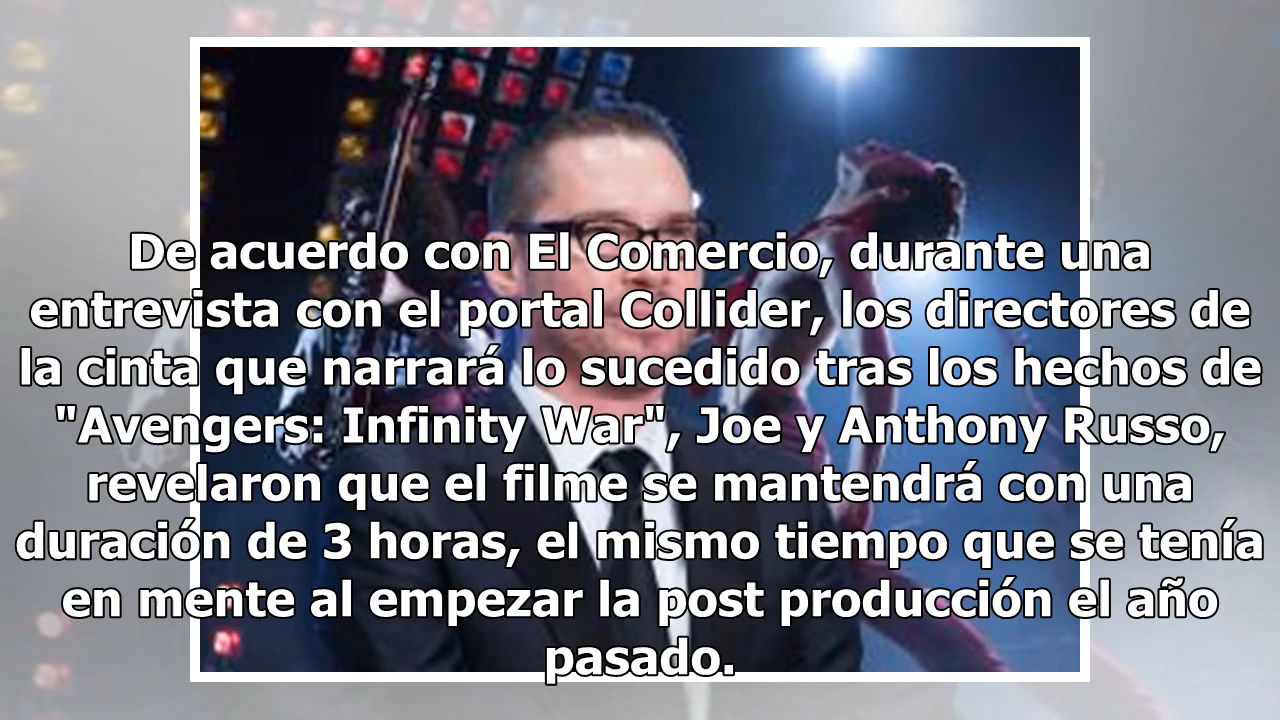 De acuerdo con El Comercio, durante una
entrevista con el portal Collider, los directores de
la cinta que narrará lo sucedido tras los hechos de
"Avengers: Infinity War", Joe y Anthony Russo,
revelaron que el filme se mantendrá con una
duración de 3 horas, el mismo tiempo que se tenía
en mente al empezar la post producción el año
pasado.